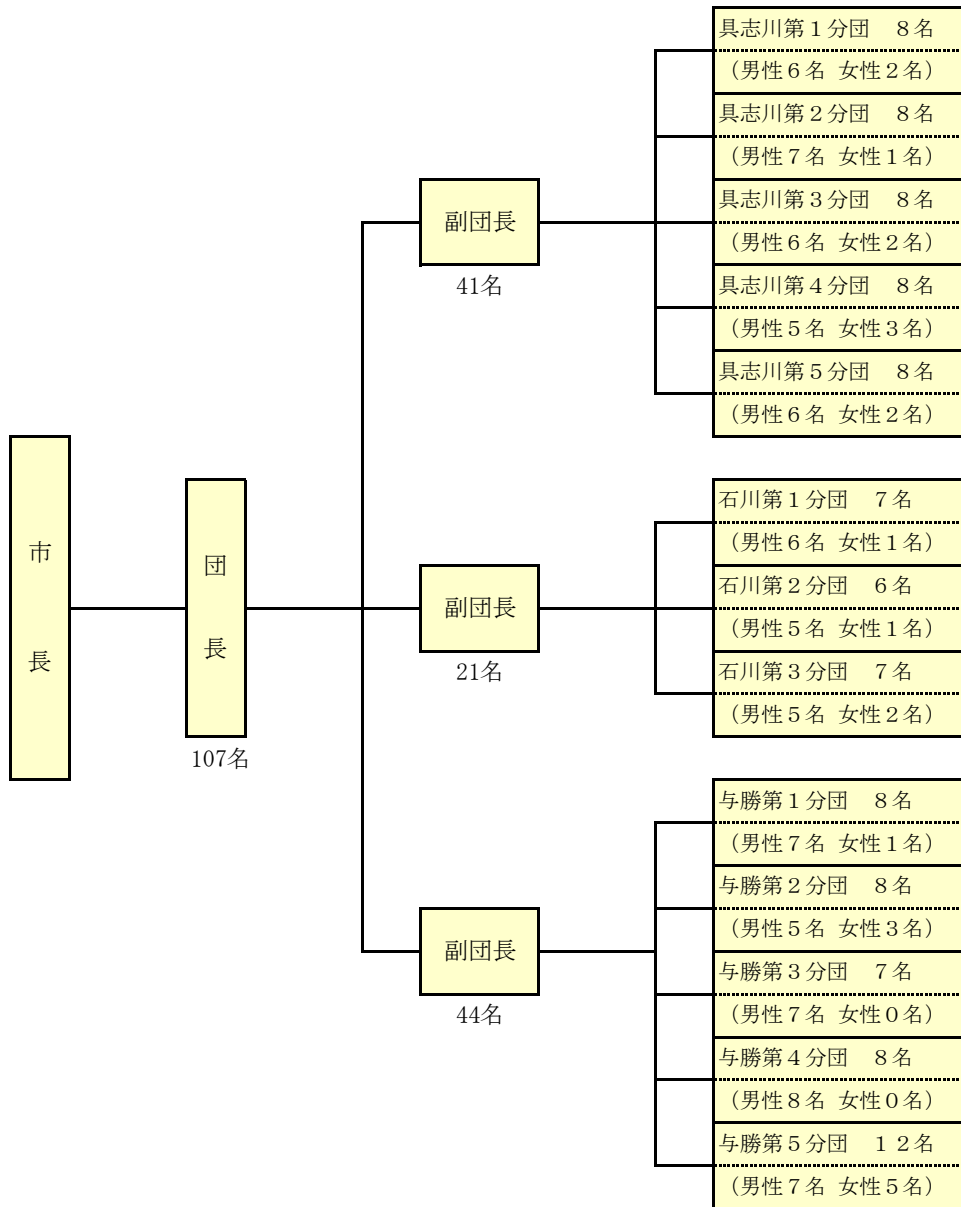 市長
団長
107名
副団長
41名
具志川第１分団　８名
（男性６名 女性２名）
具志川第２分団　８名
（男性７名 女性１名）
具志川第３分団　８名
（男性６名 女性２名）
具志川第４分団　８名
（男性５名 女性３名）
具志川第５分団　８名
（男性６名 女性２名）
副団長
21名
石川第１分団　７名
（男性６名 女性１名）
石川第２分団　６名
（男性５名 女性１名）
石川第３分団　７名
（男性５名 女性２名）
副団長
44名
与勝第１分団　８名
（男性７名 女性１名）
与勝第２分団　８名
（男性５名 女性３名）
与勝第３分団　７名
（男性７名 女性０名）
与勝第４分団　８名
（男性８名 女性０名）
与勝第５分団　１２名
（男性７名 女性５名）